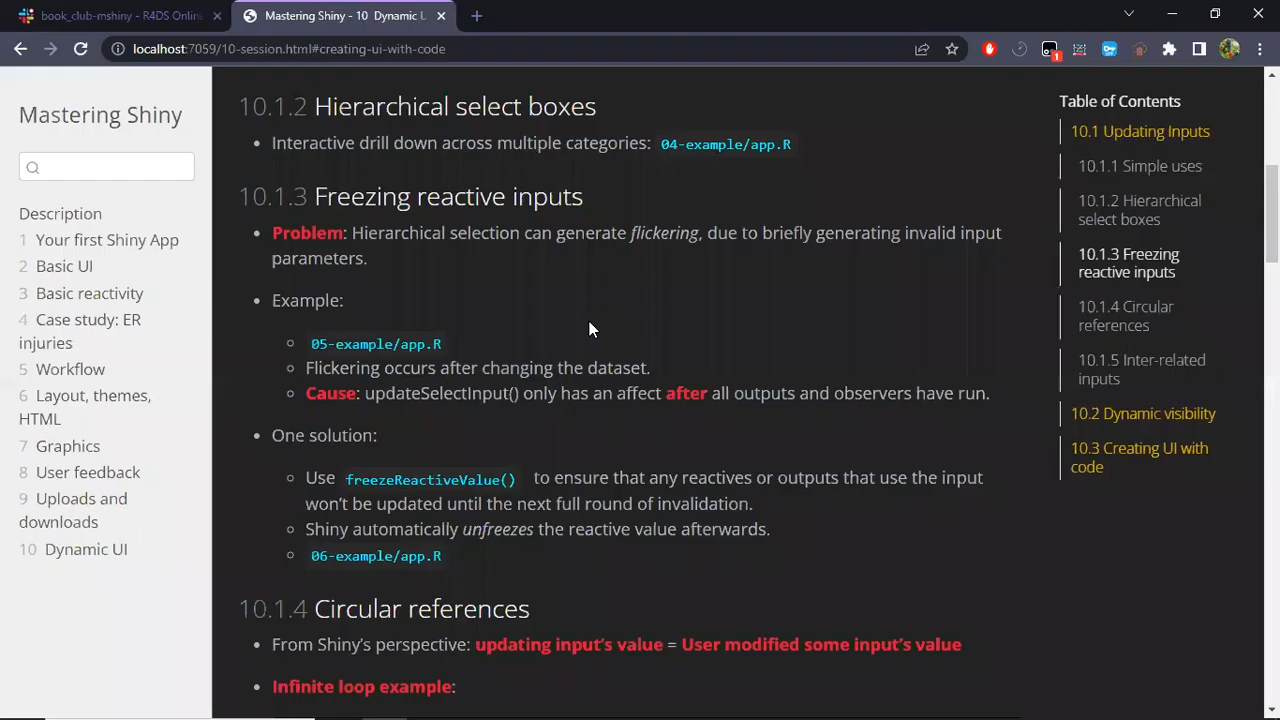 book_club-mshiny - R4DS Onlin
Mastering Shiny - 10 Dynamic U
localhost:7059/10-session.html#creating-ui-with-code
1
Mastering Shiny
Description
1 Your first Shiny App
2 Basic UI
3 Basic reactivity
4 Case study: ER
injuries
5 Workflow
6 Layout, themes,
HTML
7 Graphics
8 User feedback
9 Uploads and
downloads
10 Dynamic UI
10.1.2 Hierarchical select boxes
• Interactive drill down across multiple categories: 04-example/app.R
10.1.3 Freezing reactive inputs
• Problem: Hierarchical selection can generate flickering, due to briefly generating invalid input
parameters.
• Example:
◦ 05-example/app.R
◦ Flickering occurs after changing the dataset.
◦ Cause: updateSelectInput() only has an affect after all outputs and observers have run.
• One solution:
◦ Use freezeReactiveValue() to ensure that any reactives or outputs that use the input
won't be updated until the next full round of invalidation.
◦ Shiny automatically unfreezes the reactive value afterwards.
◦ 06-example/app.R
10.1.4 Circular references
• From Shiny's perspective: updating input's value = User modified some input's value
• Infinite loop example:
Table of Contents
10.1 Updating Inputs
10.1.1 Simple uses
10.1.2 Hierarchical
select boxes
10.1.3 Freezing
reactive inputs
10.1.4 Circular
references
10.1.5 Inter-related
inputs
10.2 Dynamic visibility
10.3 Creating UI with
code